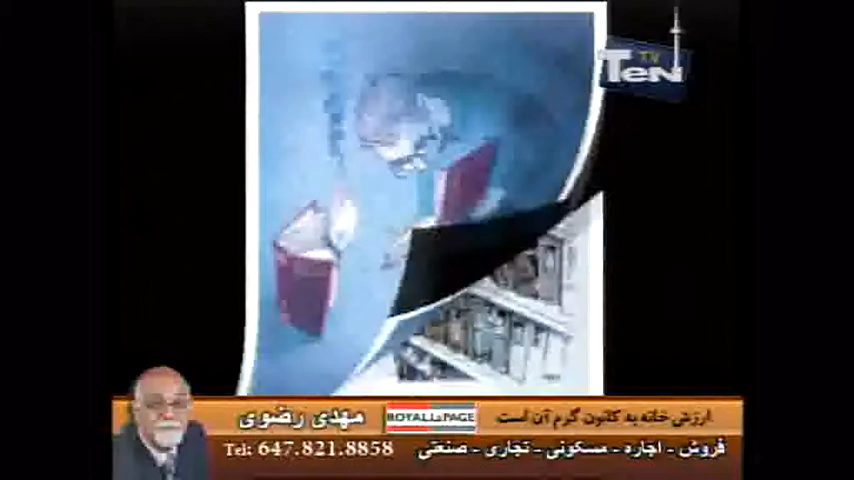 TEN TV
ارزش خانه به کانون گرم آن است ROYAL LePAGE مهدی رضوی
فروش - اجاره - مسکونی - تجاری - صنعتی Tel: 647.821.8858